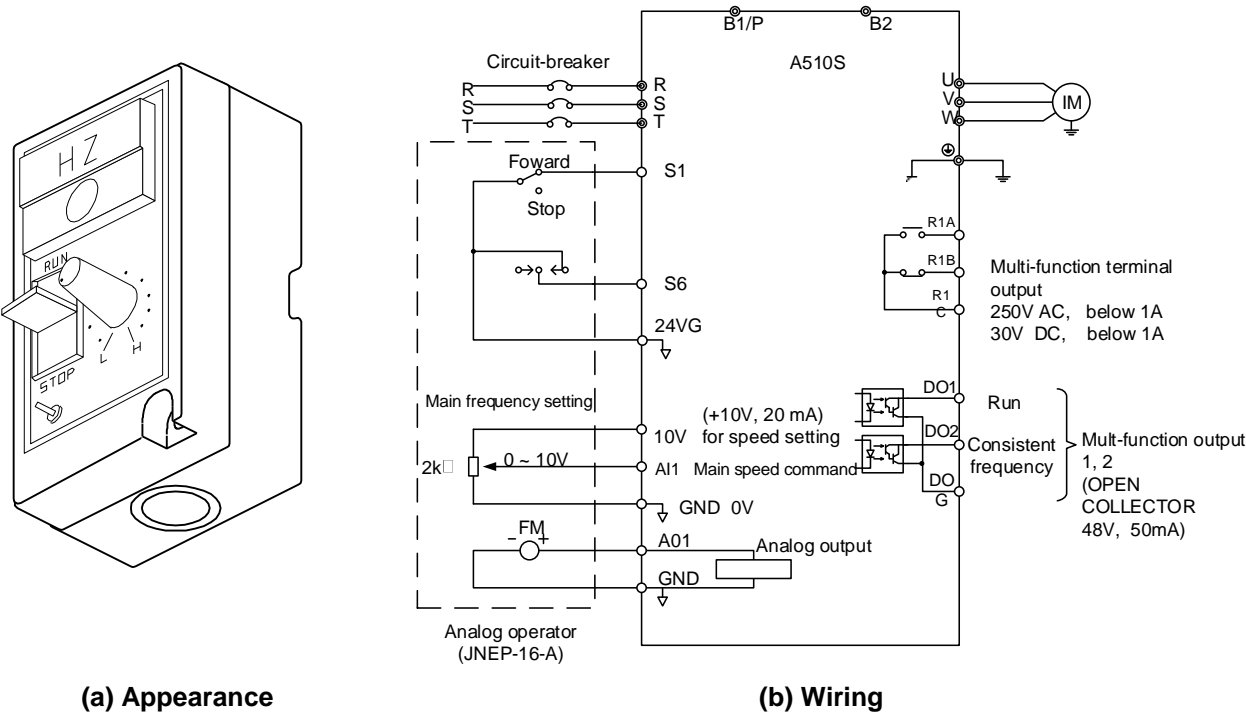 HZ
RUN
L H
STOP
(a) Appearance
B1/P
B2
A510S
Circuit-breaker
R
S
T
R
S
T
U
V
W
IM
Foward
Stop
S1
S6
24VG
R1A
R1B
R1
C
Multi-function terminal
output
250V AC, below 1A
30V DC, below 1A
Main frequency setting
2k□
0 ~ 10V
10V
(+10V, 20 mA)
for speed setting
AI1 Main speed command
GND 0V
FM
- +
A01
Analog output
GND
DO1
Run
DO2
Consistent
frequency
DO
G
Mult-function output
1, 2
(OPEN
COLLECTOR
48V, 50mA)
Analog operator
(JNEP-16-A)
(b) Wiring